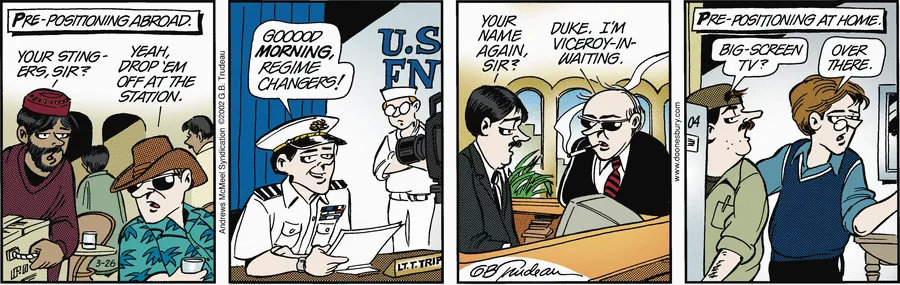 PRE-POSITIONING ABROAD.
YOUR STING-
ERS, SIR?
YEAH,
DROP 'EM
OFF AT THE
STATION.
3-26
Andrews McMeel Syndication ©2002 G.B. Trudeau
GOOOOD
MORNING,
REGIME
CHANGERS!
U.S
FN
LT. T. TRIP
YOUR
NAME
AGAIN,
SIR?
DUKE. I'M
VICEROY-IN-
WAITING.
GB Trudeau
www.doonesbury.com
PRE-POSITIONING AT HOME.
BIG-SCREEN
TV?
OVER
THERE.
04